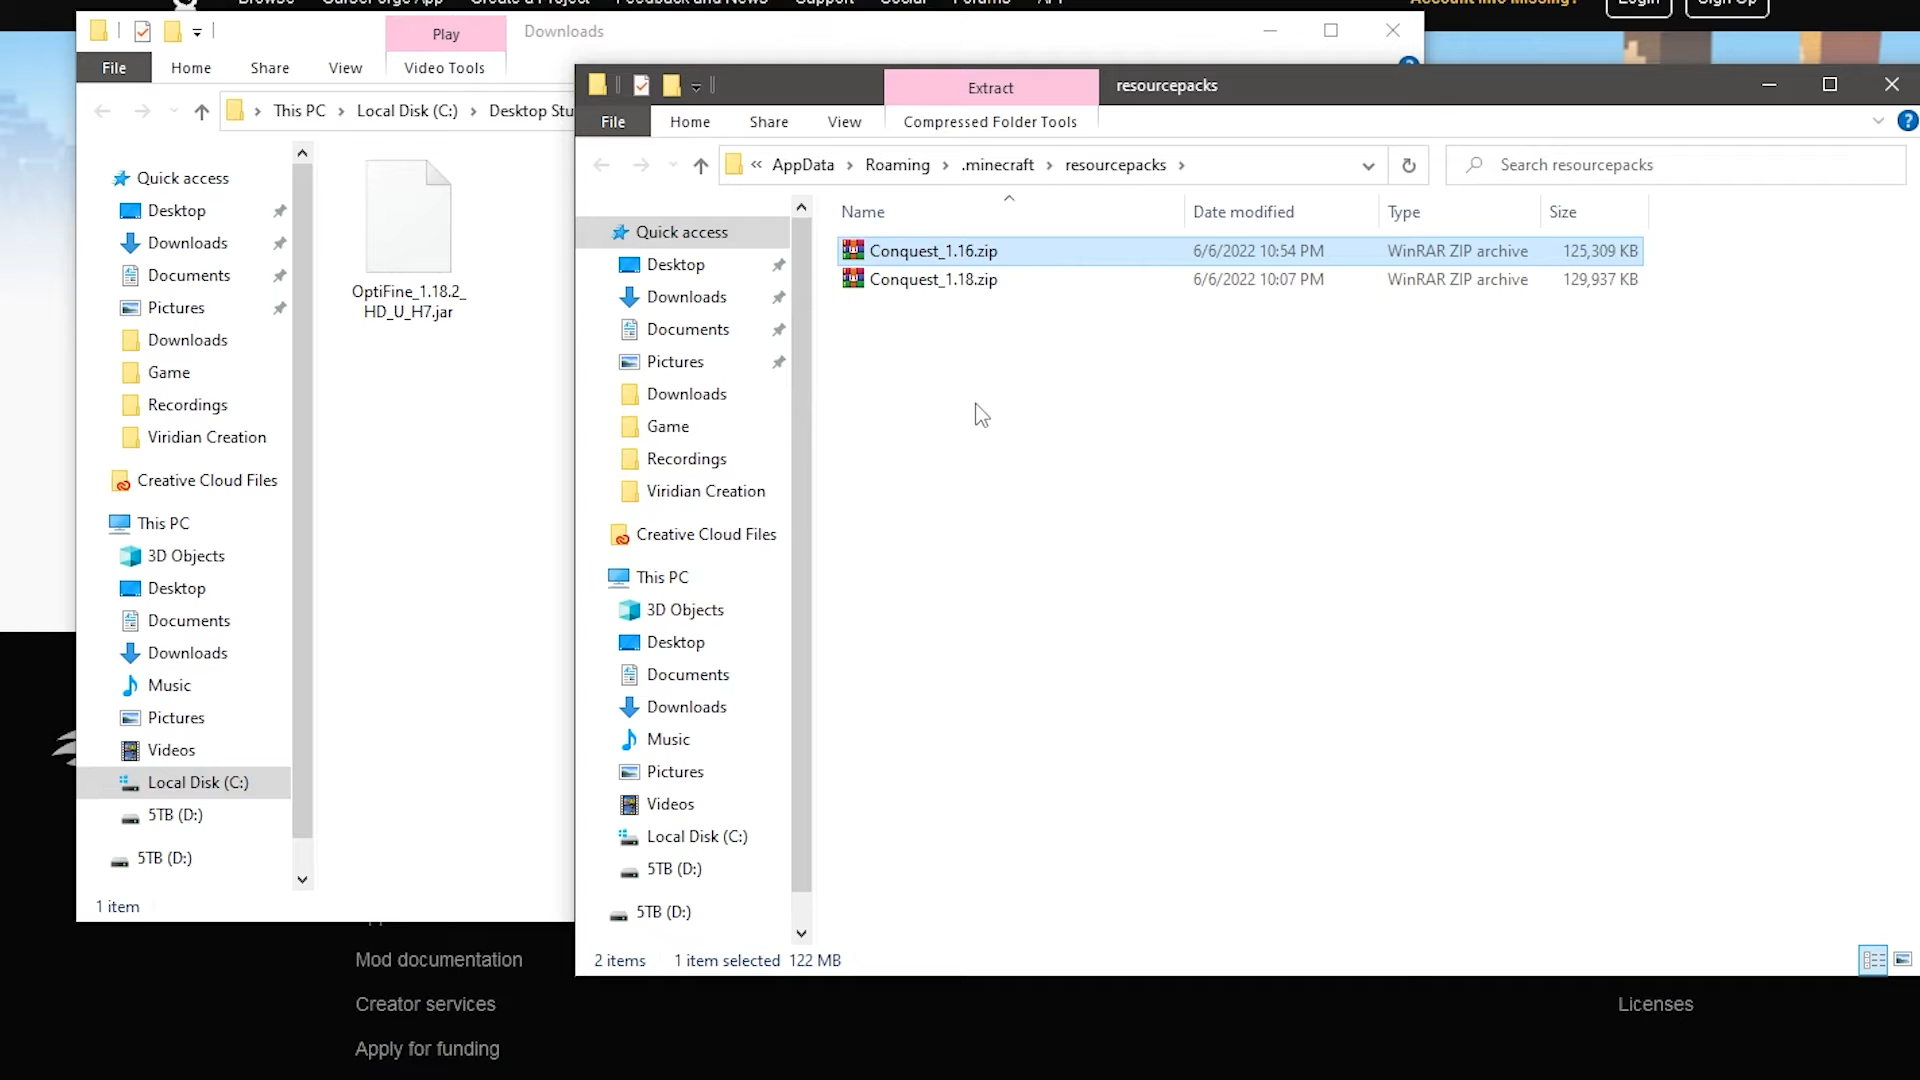 Play
Downloads
File
Home
Share
View
Video Tools
This PC
Local Disk (C:)
Desktop Stu
Quick access
Desktop
Downloads
Documents
Pictures
Downloads
Game
Recordings
Viridian Creation
Creative Cloud Files
This PC
3D Objects
Desktop
Documents
Downloads
Music
Pictures
Videos
Local Disk (C:)
5TB (D:)
5TB (D:)
1 item
OptiFine_1.18.2_
HD_U_H7.jar
Extract
resourcepacks
File
Home
Share
View
Compressed Folder Tools
« AppData
Roaming
.minecraft
resourcepacks
Search resourcepacks
Quick access
Desktop
Downloads
Documents
Pictures
Downloads
Game
Recordings
Viridian Creation
Creative Cloud Files
This PC
3D Objects
Desktop
Documents
Downloads
Music
Pictures
Videos
Local Disk (C:)
5TB (D:)
5TB (D:)
Name Date modified Type Size
Conquest_1.16.zip 6/6/2022 10:54 PM WinRAR ZIP archive 125,309 KB
Conquest_1.18.zip 6/6/2022 10:07 PM WinRAR ZIP archive 129,937 KB
2 items 1 item selected 122 MB
Mod documentation
Creator services
Apply for funding
Licenses